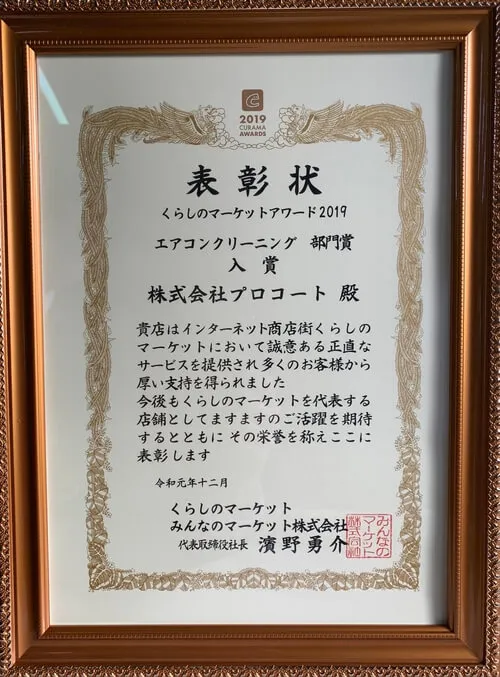 C
2019
CURAMA
AWARDS
表彰状
くらしのマーケットアワード2019
エアコンクリーニング 部門賞
入賞
株式会社プロコート 殿
貴店はインターネット商店街くらしの
マーケットにおいて誠意ある正直な
サービスを提供され多くのお客様から
厚い支持を得られました
今後もくらしのマーケットを代表する
店舗としてますますのご活躍を期待
するとともに その栄誉を称えここに
表彰します
令和元年十二月
くらしのマーケット
みんなのマーケット株式会社
代表取締役社長 濱野勇介
みんなの
マーケット
株式会社